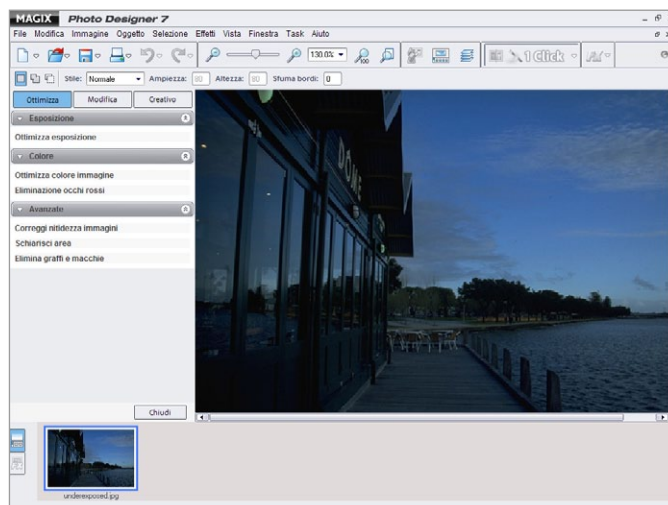 MAGIX Photo Designer 7
File Modifica Immagine Oggetto Selezione Effetti Vista Finestra Task Aiuto
130.0% 100 1 Click
Stile: Normale Ampiezza: 80 Altezza: 80 Sfuma bordi: 0
Ottimizza Modifica Creativo
Esposizione
Ottimizza esposizione
Colore
Ottimizza colore immagine
Eliminazione occhi rossi
Avanzate
Correggi nitidezza immagini
Schiarisci area
Elimina graffi e macchie
DOME
Chiudi
underexposed.jpg